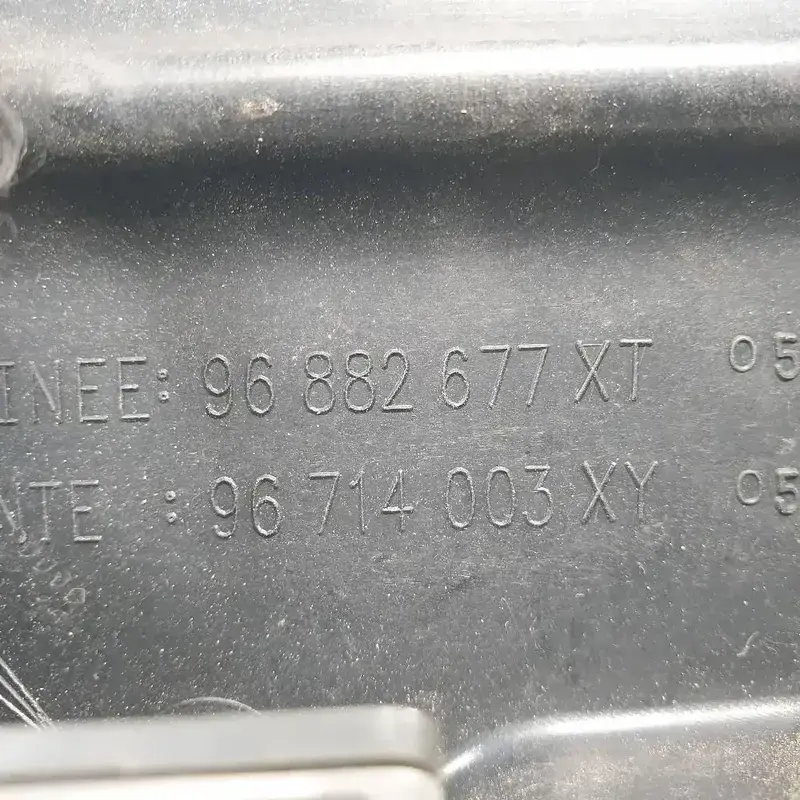 INEE: 96 882 677 XT 05
NTE : 96 714 003 XY 05